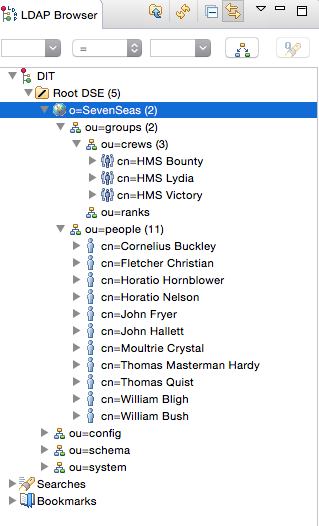 LDAP Browser
=
DIT
Root DSE (5)
o=SevenSeas (2)
ou=groups (2)
ou=crews (3)
cn=HMS Bounty
cn=HMS Lydia
cn=HMS Victory
ou=ranks
ou=people (11)
cn=Cornelius Buckley
cn=Fletcher Christian
cn=Horatio Hornblower
cn=Horatio Nelson
cn=John Fryer
cn=John Hallett
cn=Moultrie Crystal
cn=Thomas Masterman Hardy
cn=Thomas Quist
cn=William Bligh
cn=William Bush
ou=config
ou=schema
ou=system
Searches
Bookmarks